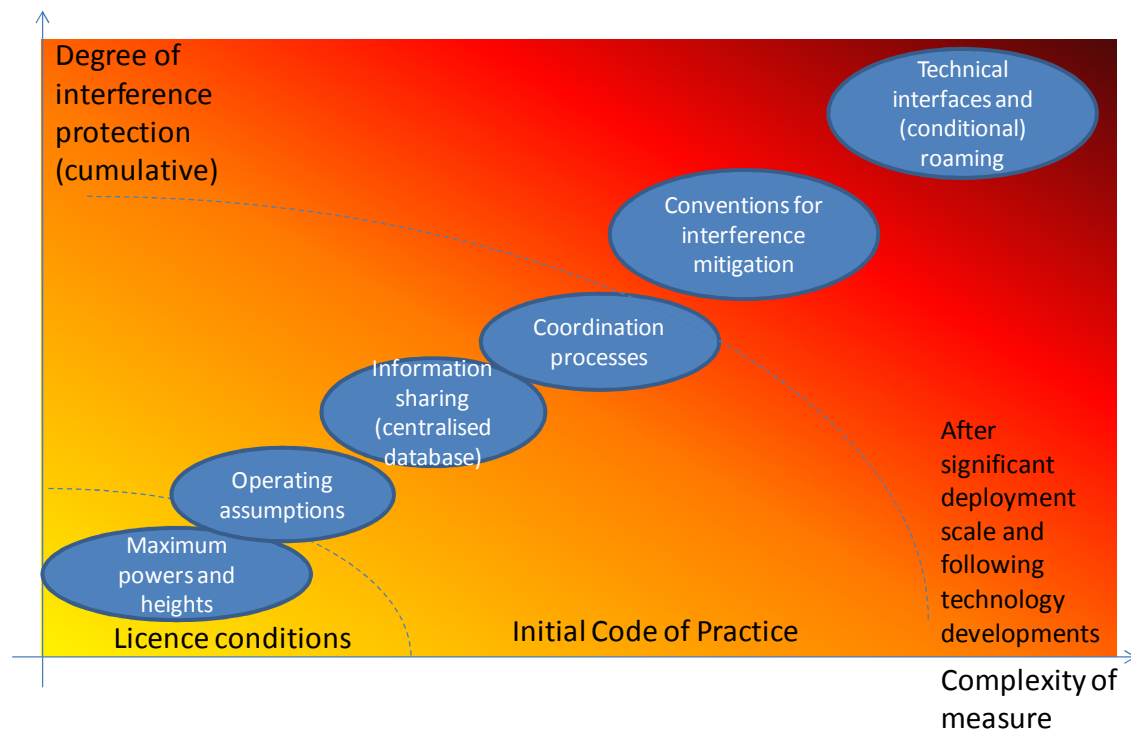 Degree of
interference
protection
(cumulative)
Technical
interfaces and
(conditional)
roaming
Conventions for
interference
mitigation
Coordination
processes
Information
sharing
(centralised
database)
Operating
assumptions
Maximum
powers and
heights
Licence conditions
Initial Code of Practice
After
significant
deployment
scale and
following
technology
developments
Complexity of
measure